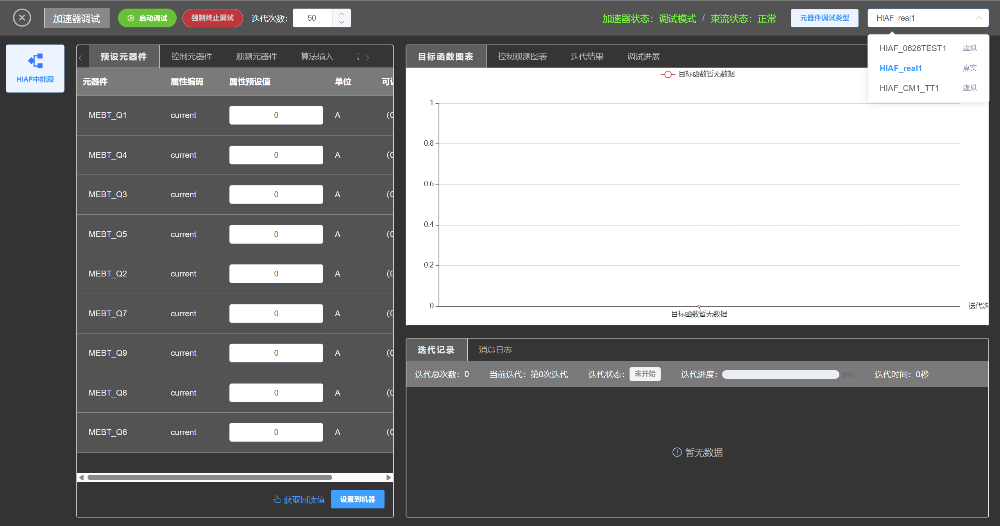 加速器调试
启动调试
强制终止调试
迭代次数： 50
加速器状态：调试模式 / 束流状态：正常
元器件调试类型
HIAF_real1
HIAF_0626TEST1 虚拟
HIAF_real1 真实
HIAF_CM1_TT1 虚拟
HIAF中能段
预设元器件 控制元器件 观测元器件 算法输入
元器件 属性编码 属性预设值 单位
MEBT_Q1 current 0 A (0
MEBT_Q4 current 0 A (0
MEBT_Q3 current 0 A (0
MEBT_Q5 current 0 A (0
MEBT_Q2 current 0 A (0
MEBT_Q7 current 0 A (0
MEBT_Q9 current 0 A (0
MEBT_Q8 current 0 A (0
MEBT_Q6 current 0 A (0
获取回读值 设置到机器
目标函数图表 控制观测图表 迭代结果 调试进展
目标函数暂无数据
1
0.8
0.6
0.4
0.2
0
迭代次
目标函数暂无数据
迭代记录 消息日志
迭代总次数：0 当前迭代：第0次迭代 迭代状态： 未开始 迭代进度： 0% 迭代时间：0秒
暂无数据